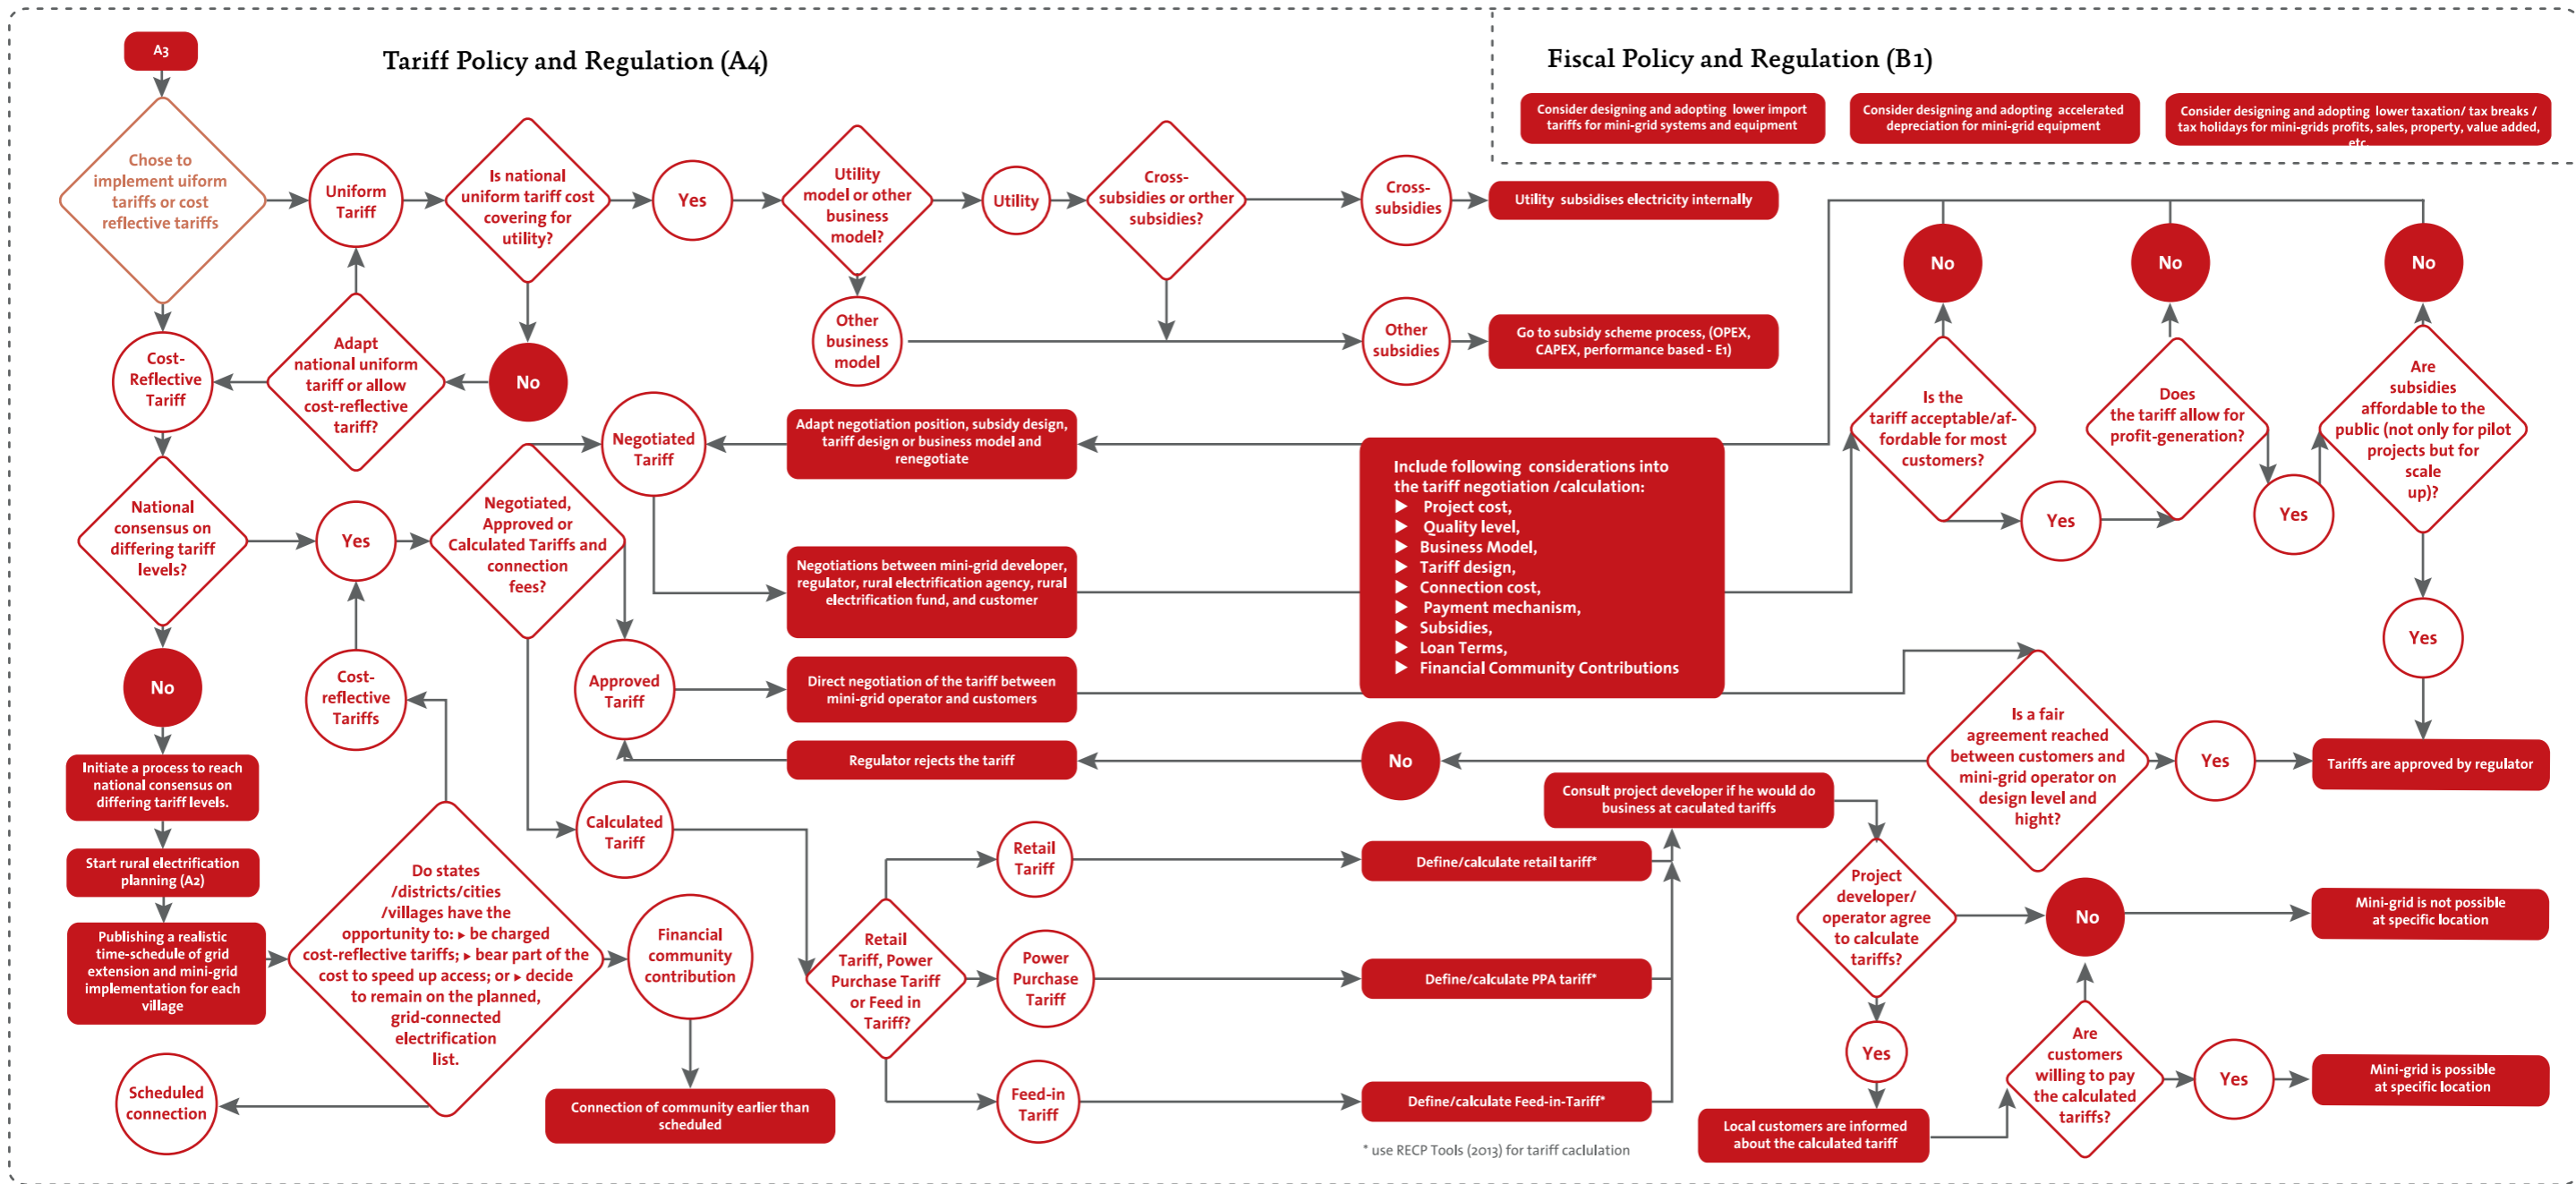 A3
Tariff Policy and Regulation (A4)
Fiscal Policy and Regulation (B1)
Consider designing and adopting lower import
tariffs for mini-grid systems and equipment
Consider designing and adopting accelerated
depreciation for mini-grid equipment
Consider designing and adopting lower taxation/ tax breaks /
tax holidays for mini-grids profits, sales, property, value added,
etc.
Chose to
implement uiform
tariffs or cost
reflective tariffs
Uniform
Tariff
Is national
uniform tariff cost
covering for
utility?
Yes
Utility
model or other
business
model?
Utility
Cross-
subsidies or orther
subsidies?
Cross-
subsidies
Utility subsidises electricity internally
Other
business
model
Other
subsidies
Go to subsidy scheme process, (OPEX,
CAPEX, performance based - E1)
No
No
No
Cost-
Reflective
Tariff
Adapt
national uniform
tariff or allow
cost-reflective
tariff?
No
Negotiated
Tariff
Adapt negotiation position, subsidy design,
tariff design or business model and
renegotiate
Include following considerations into
the tariff negotiation /calculation:
▶ Project cost,
▶ Quality level,
▶ Business Model,
▶ Tariff design,
▶ Connection cost,
▶ Payment mechanism,
▶ Subsidies,
▶ Loan Terms,
▶ Financial Community Contributions
Is the
tariff acceptable/af-
fordable for most
customers?
Yes
Does
the tariff allow for
profit-generation?
Yes
Are
subsidies
affordable to the
public (not only for pilot
projects but for
scale
up)?
Yes
National
consensus on
differing tariff
levels?
Yes
Negotiated,
Approved or
Calculated Tariffs and
connection
fees?
Negotiations between mini-grid developer,
regulator, rural electrification agency, rural
electrification fund, and customer
No
Cost-
reflective
Tariffs
Approved
Tariff
Direct negotiation of the tariff between
mini-grid operator and customers
Regulator rejects the tariff
No
Is a fair
agreement reached
between customers and
mini-grid operator on
design level and
hight?
Yes
Tariffs are approved by regulator
Initiate a process to reach
national consensus on
differing tariff levels.
Start rural electrification
planning (A2)
Publishing a realistic
time-schedule of grid
extension and mini-grid
implementation for each
village
Do states
/districts/cities
/villages have the
opportunity to: ▸ be charged
cost-reflective tariffs; ▸ bear part of the
cost to speed up access; or ▸ decide
to remain on the planned,
grid-connected
electrification
list.
Scheduled
connection
Financial
community
contribution
Connection of community earlier than
scheduled
Calculated
Tariff
Retail
Tariff, Power
Purchase Tariff
or Feed in
Tariff?
Retail
Tariff
Define/calculate retail tariff*
Power
Purchase
Tariff
Define/calculate PPA tariff*
Feed-in
Tariff
Define/calculate Feed-in-Tariff*
* use RECP Tools (2013) for tariff caclulation
Consult project developer if he would do
business at caculated tariffs
Project
developer/
operator agree
to calculate
tariffs?
No
Mini-grid is not possible
at specific location
Yes
Local customers are informed
about the calculated tariff
Are
customers
willing to pay
the calculated
tariffs?
Yes
Mini-grid is possible
at specific location